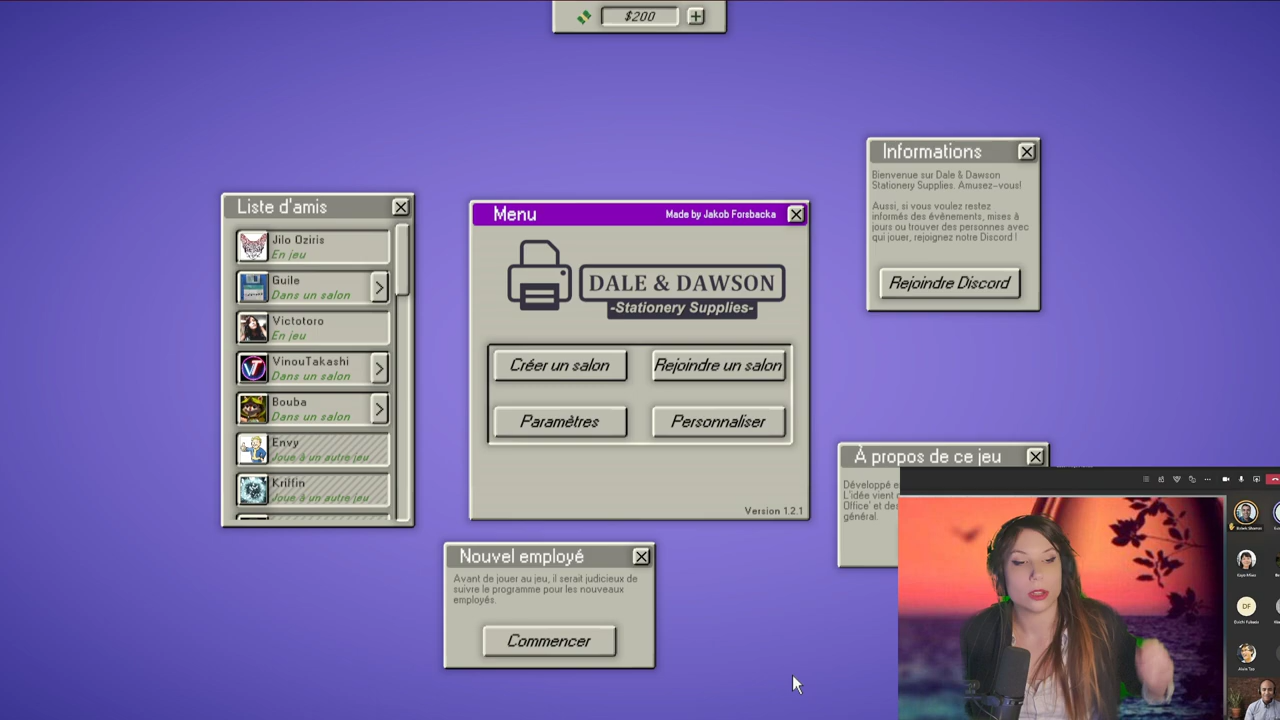 $200
Liste d'amis
Jilo Oziris
En jeu
Guile
Dans un salon
Victotoro
En jeu
VinouTakashi
Dans un salon
Bouba
Dans un salon
Envy
Joue à un autre jeu
Kriffin
Joue à un autre jeu
Menu
Made by Jakob Forsbacka
DALE & DAWSON
-Stationery Supplies-
Créer un salon
Rejoindre un salon
Paramètres
Personnaliser
Version 1.2.1
Informations
Bienvenue sur Dale & Dawson
Stationery Supplies. Amusez-vous!
Aussi, si vous voulez restez
informés des événements, mises à
jours ou trouver des personnes avec
qui jouer, rejoignez notre Discord !
Rejoindre Discord
À propos de ce jeu
Développé
L'idée vient
Office' et des
général.
Nouvel employé
Avant de jouer au jeu, il serait judicieux de
suivre le programme pour les nouveaux
employés.
Commencer
DF